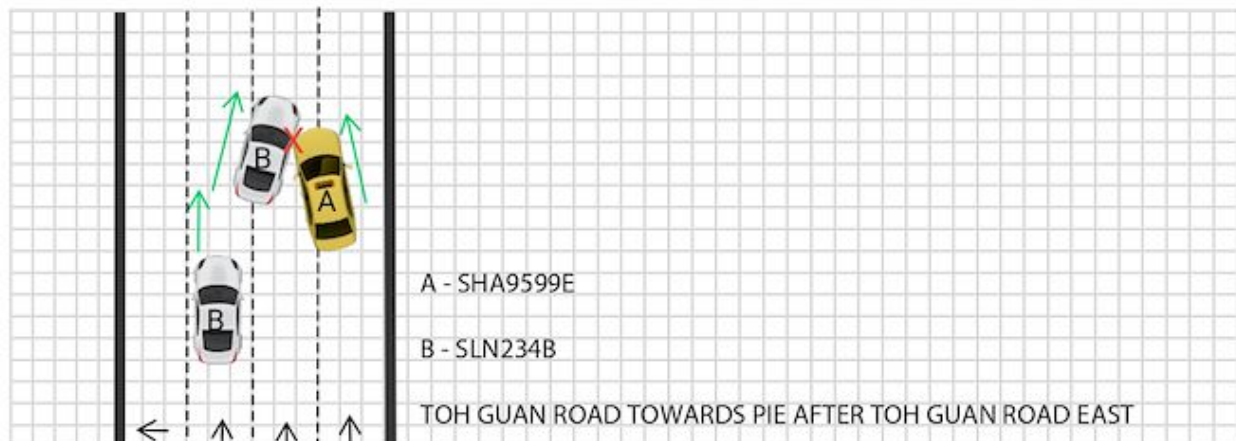 B
A
B
A - SHA9599E
B - SLN234B
TOH GUAN ROAD TOWARDS PIE AFTER TOH GUAN ROAD EAST